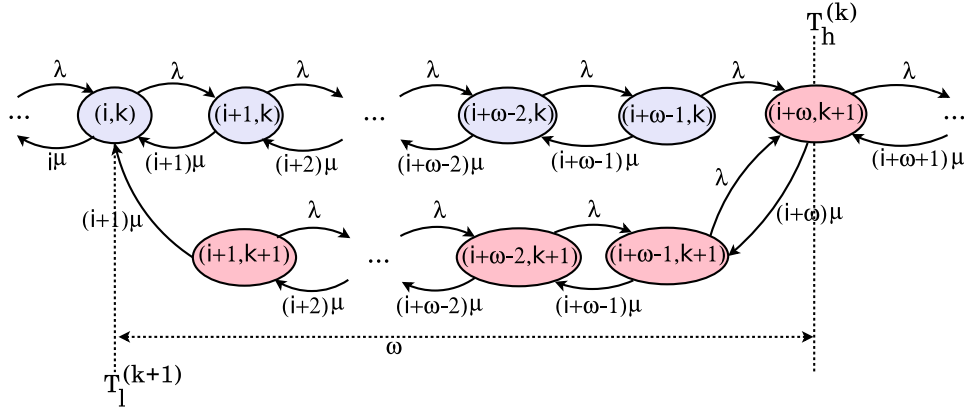 T_h^(k)
λ λ λ λ λ λ λ
... (i,k) (i+1,k) ... (i+ω-2,k) (i+ω-1,k) (i+ω,k+1) ...
iμ (i+1)μ (i+2)μ (i+ω-2)μ (i+ω-1)μ (i+ω+1)μ
λ
(i+1)μ λ λ λ (i+ω)μ
(i+1,k+1) ... (i+ω-2,k+1) (i+ω-1,k+1)
(i+2)μ (i+ω-2)μ (i+ω-1)μ
ω
T_l^(k+1)